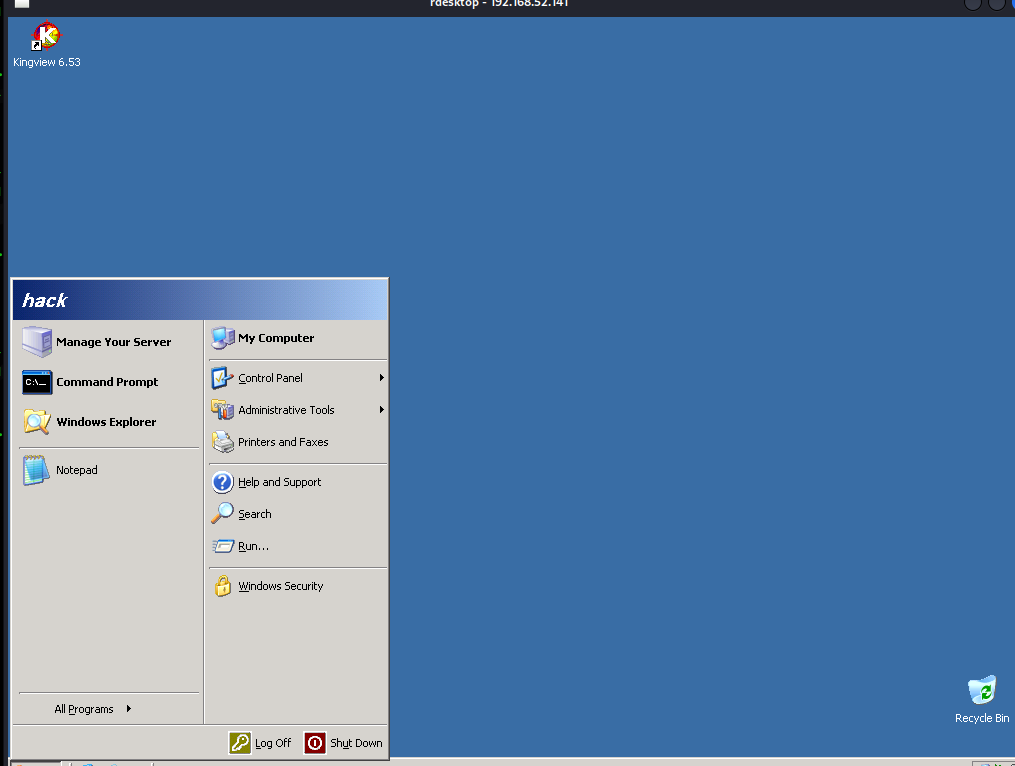 rdesktop - 192.168.52.141
Kingview 6.53
hack
Manage Your Server
Command Prompt
Windows Explorer
Notepad
All Programs
My Computer
Control Panel
Administrative Tools
Printers and Faxes
Help and Support
Search
Run...
Windows Security
Log Off
Shut Down
Recycle Bin